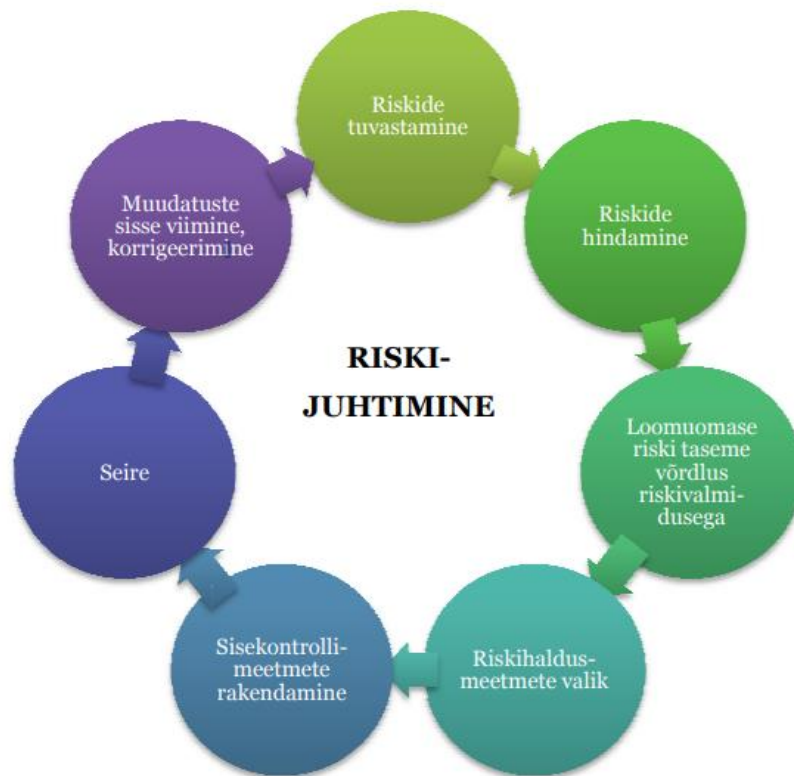 Riskide
tuvastamine
Riskide
hindamine
Loomuomase
riski taseme
võrdlus
riskivalmi-
dusega
Riskihaldus-
meetmete valik
Sisekontrolli-
meetmete
rakendamine
Seire
Muudatuste
sisse viimine,
korrigeerimine
RISKI-
JUHTIMINE